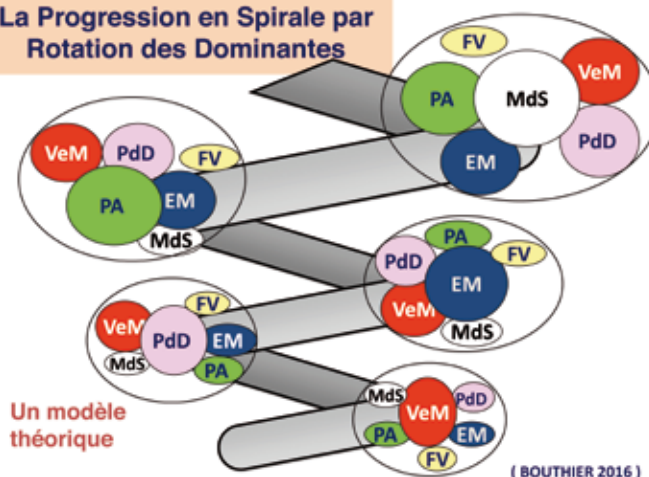 La Progression en Spirale par
Rotation des Dominantes
FV
VeM
PA
MdS
PdD
EM
VeM
PdD
FV
PA
EM
MdS
PA
PdD
FV
EM
VeM
MdS
FV
VeM
PdD
EM
MdS
PA
MdS
PdD
VeM
PA
EM
FV
Un modèle
théorique
( BOUTHIER 2016 )